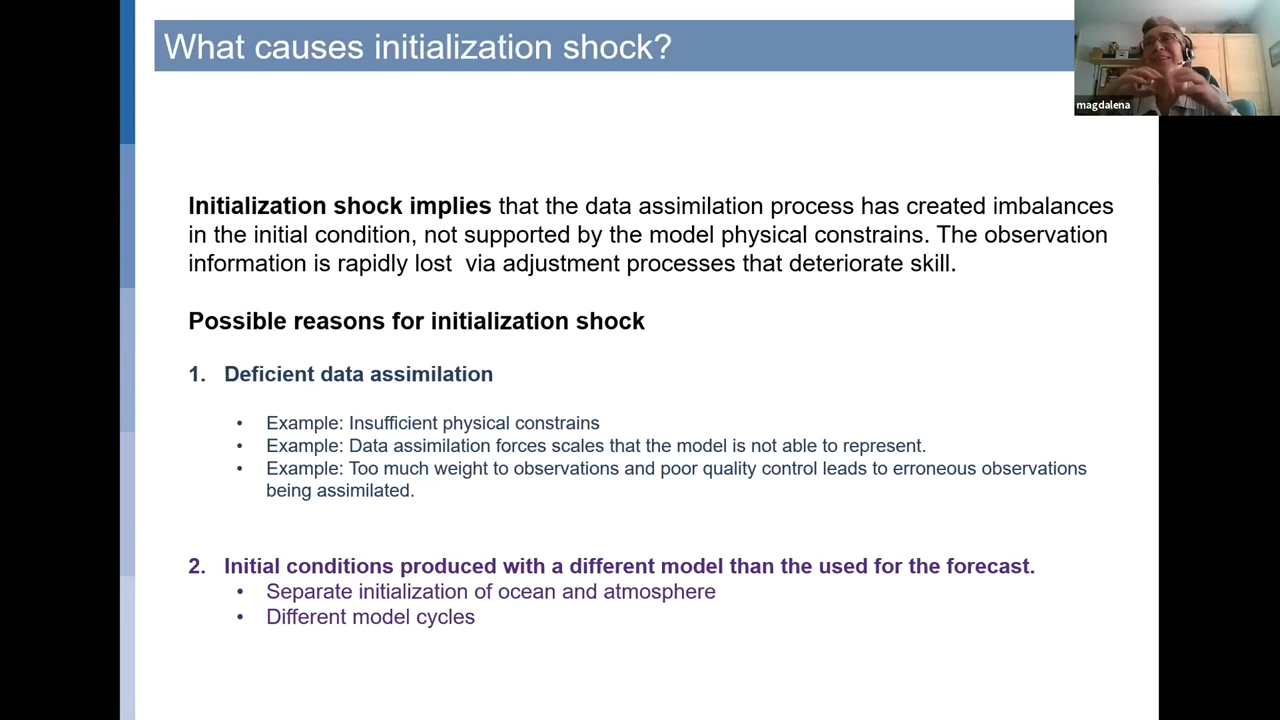 What causes initialization shock?
magdalena
Initialization shock implies that the data assimilation process has created imbalances
in the initial condition, not supported by the model physical constrains. The observation
information is rapidly lost  via adjustment processes that deteriorate skill.
Possible reasons for initialization shock
1. Deficient data assimilation
• Example: Insufficient physical constrains
• Example: Data assimilation forces scales that the model is not able to represent.
• Example: Too much weight to observations and poor quality control leads to erroneous observations
being assimilated.
2. Initial conditions produced with a different model than the used for the forecast.
• Separate initialization of ocean and atmosphere
• Different model cycles